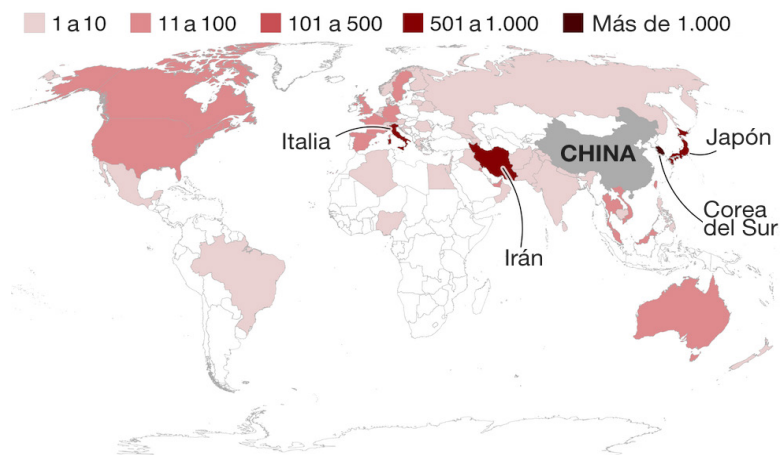 1 a 10
11 a 100
101 a 500
501 a 1.000
Más de 1.000
Italia
CHINA
Japón
Corea
del Sur
Irán